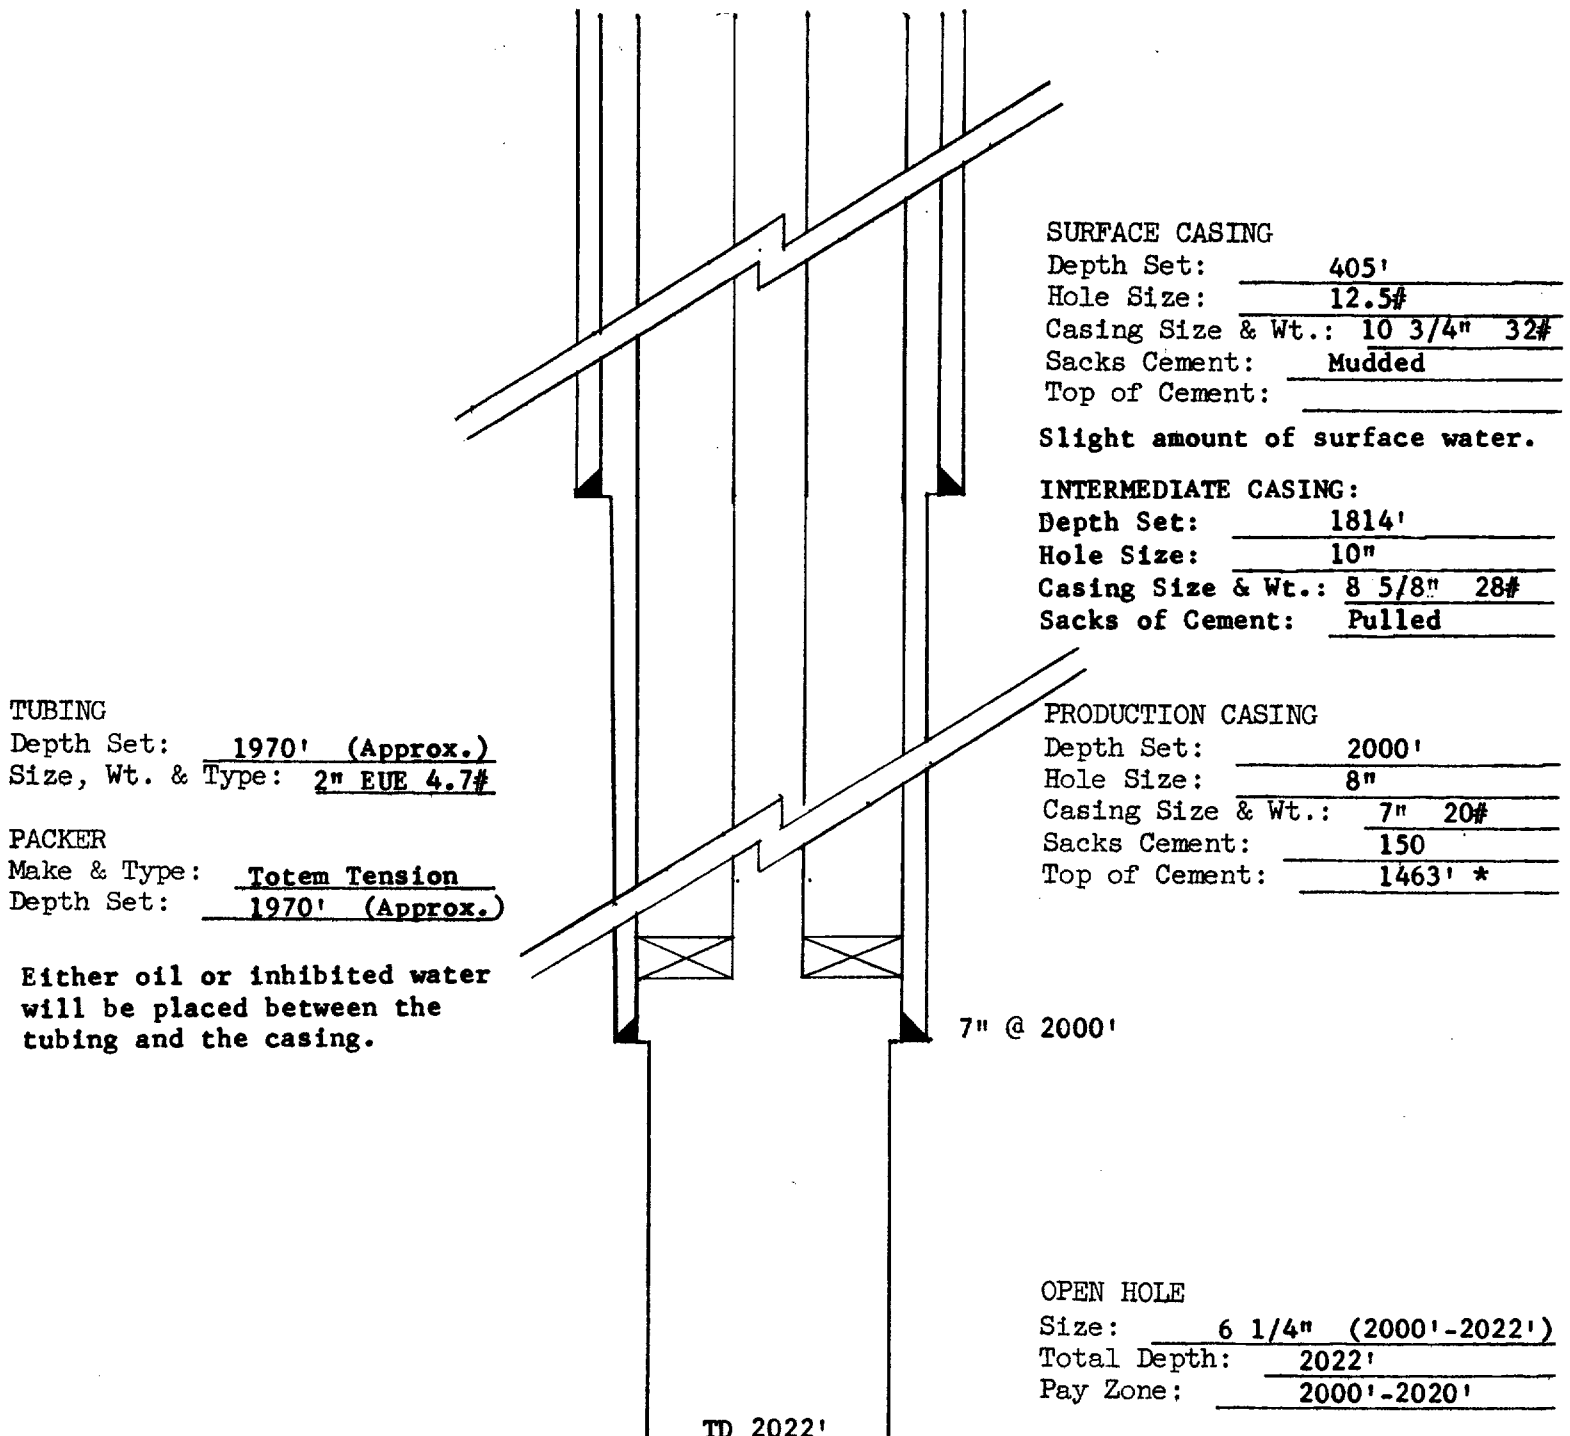 SURFACE CASING
Depth Set: 405'
Hole Size: 12.5#
Casing Size & Wt.: 10 3/4" 32#
Sacks Cement: Mudded
Top of Cement:
Slight amount of surface water.
INTERMEDIATE CASING:
Depth Set: 1814'
Hole Size: 10"
Casing Size & Wt.: 8 5/8" 28#
Sacks of Cement: Pulled
TUBING
Depth Set: 1970' (Approx.)
Size, Wt. & Type: 2" EUE 4.7#
PACKER
Make & Type: Totem Tension
Depth Set: 1970' (Approx.)
Either oil or inhibited water
will be placed between the
tubing and the casing.
PRODUCTION CASING
Depth Set: 2000'
Hole Size: 8"
Casing Size & Wt.: 7" 20#
Sacks Cement: 150
Top of Cement: 1463' *
7" @ 2000'
OPEN HOLE
Size: 6 1/4" (2000'-2022')
Total Depth: 2022'
Pay Zone: 2000'-2020'
TD 2022'